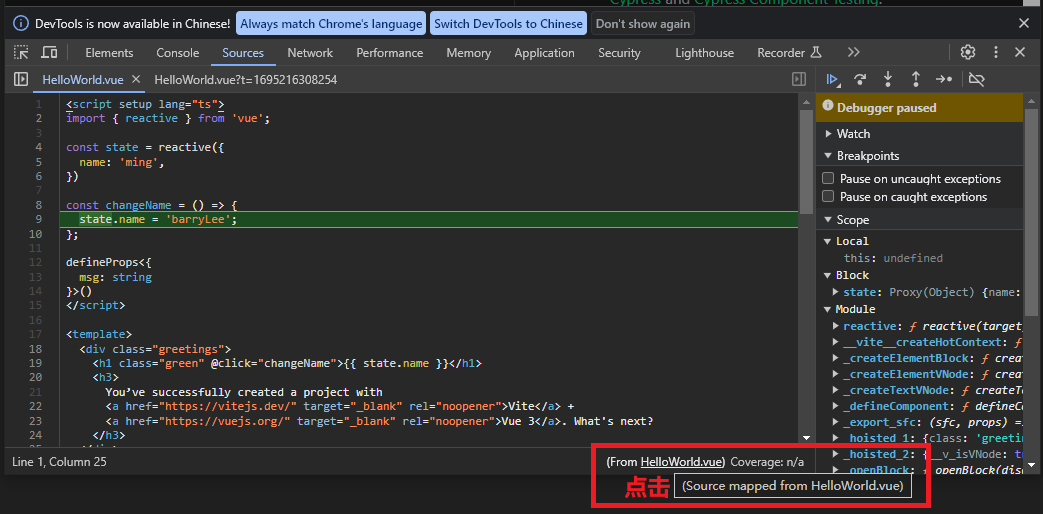 Cypress and Cypress Component Testing.
DevTools is now available in Chinese! Always match Chrome's language Switch DevTools to Chinese Don't show again
Elements Console Sources Network Performance Memory Application Security Lighthouse Recorder
HelloWorld.vue HelloWorld.vue?t=1695216308254
1 <script setup lang="ts">
2 import { reactive } from 'vue';
3
4 const state = reactive({
5 name: 'ming',
6 })
7
8 const changeName = () => {
9 state.name = 'barryLee';
10 };
11
12 defineProps<{
13 msg: string
14 }>()
15 </script>
16
17 <template>
18 <div class="greetings">
19 <h1 class="green" @click="changeName">{{ state.name }}</h1>
20 <h3>
21 You’ve successfully created a project with
22 <a href="https://vitejs.dev/" target="_blank" rel="noopener">Vite</a> +
23 <a href="https://vuejs.org/" target="_blank" rel="noopener">Vue 3</a>. What's next?
24 </h3>
Debugger paused
Watch
Breakpoints
Pause on uncaught exceptions
Pause on caught exceptions
Scope
Local
this: undefined
Block
state: Proxy(Object) {name:
Module
reactive: ƒ reactive(target
__vite__createHotContext: ƒ
_createElementBlock: ƒ crea
_createElementVNode: ƒ crea
_createTextVNode: ƒ createT
_defineComponent: ƒ defineC
_export_sfc: (sfc, props) =
_hoisted_1: {class: 'greetin
_hoisted_2: {__v_isVNode: tr
_openBlock: ƒ openBlock(dis
Line 1, Column 25
(From HelloWorld.vue) Coverage: n/a
点击 (Source mapped from HelloWorld.vue)